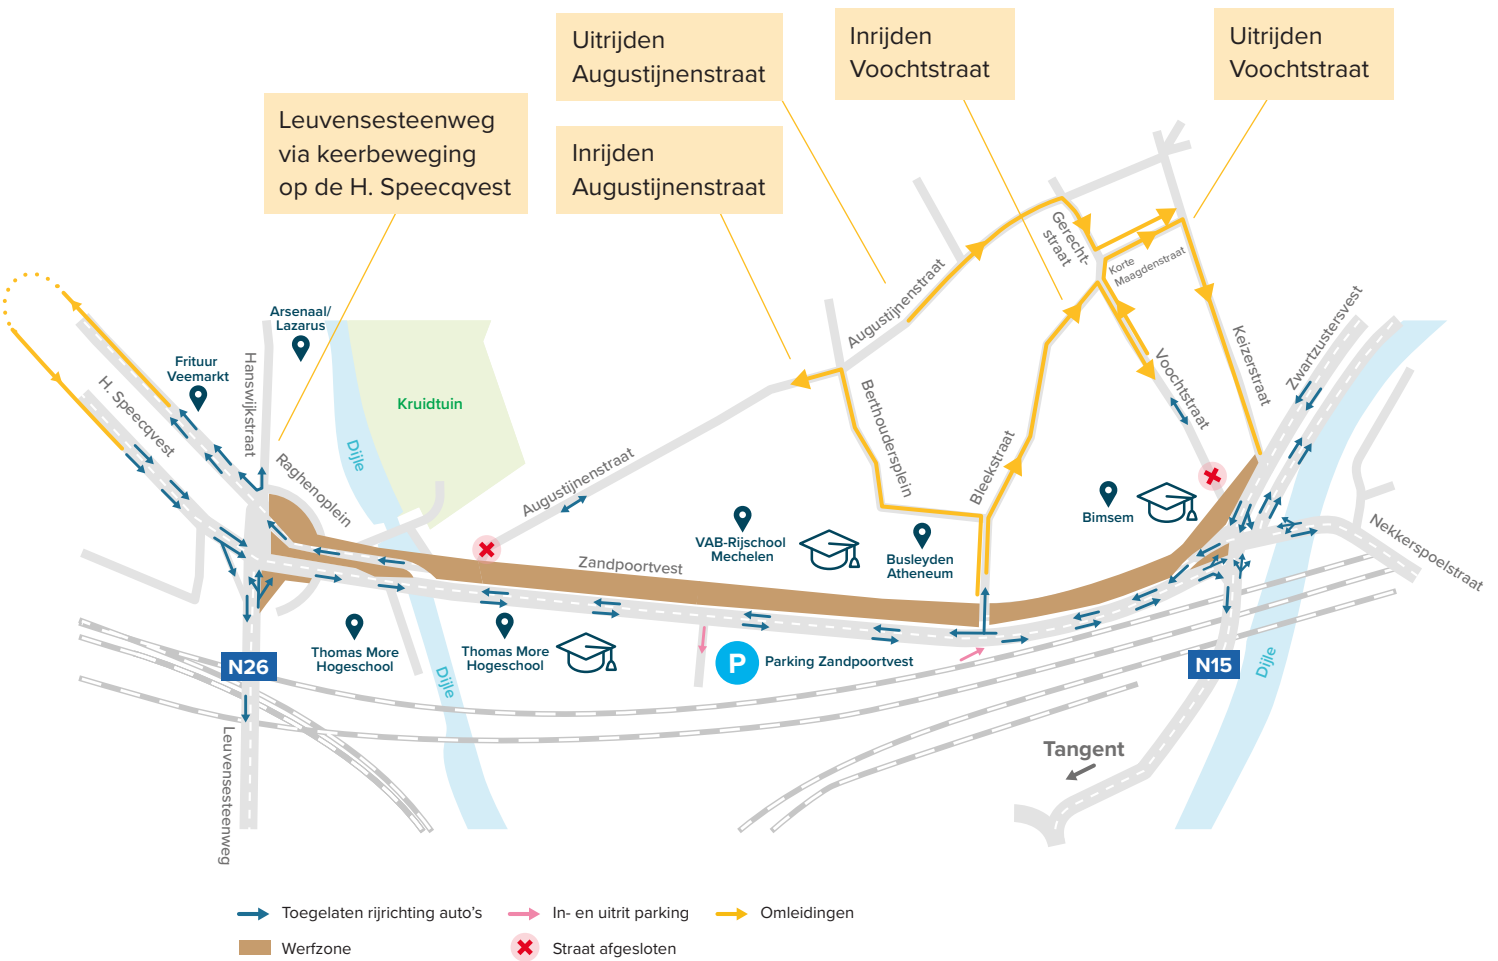 Uitrijden
Augustijnenstraat
Inrijden
Voochtstraat
Uitrijden
Voochtstraat
Leuvensesteenweg
via keerbeweging
op de H. Speecqvest
Inrijden
Augustijnenstraat
Gerecht-
straat
Korte
Maagdenstraat
Augustijnenstraat
Arsenaal/
Lazarus
Frituur
Veemarkt
Hanswijkstraat
H. Speecqvest
Kruidtuin
Dijle
Raghenoplein
Augustijnenstraat
Berthoudersplein
Bleekstraat
Voochtstraat
Keizerstraat
Zwartzustersvest
Nekkerspoelstraat
Bimsem
VAB-Rijschool
Mechelen
Busleyden
Atheneum
Zandpoortvest
Thomas More
Hogeschool
Thomas More
Hogeschool
P
Parking Zandpoortvest
N26
N15
Dijle
Dijle
Leuvensesteenweg
Tangent
Toegelaten rijrichting auto's
In- en uitrit parking
Omleidingen
Werfzone
Straat afgesloten